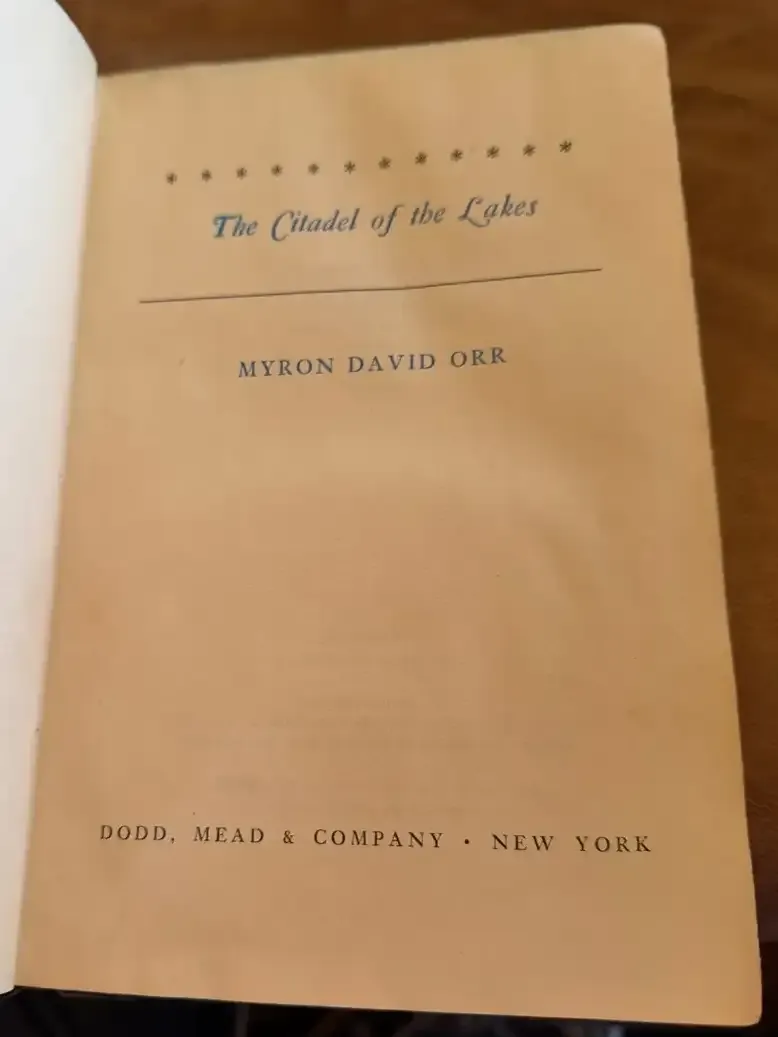 * * * * * * * * * * * *
The Citadel of the Lakes
MYRON DAVID ORR
DODD, MEAD & COMPANY • NEW YORK